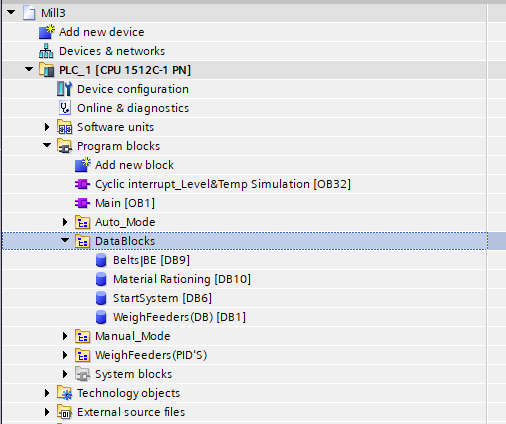 Mill3
Add new device
Devices & networks
PLC_1 [CPU 1512C-1 PN]
Device configuration
Online & diagnostics
Software units
Program blocks
Add new block
Cyclic interrupt_Level&Temp Simulation [OB32]
Main [OB1]
Auto_Mode
DataBlocks
Belts|BE [DB9]
Material Rationing [DB10]
StartSystem [DB6]
WeighFeeders(DB) [DB1]
Manual_Mode
WeighFeeders(PID'S)
System blocks
Technology objects
External source files